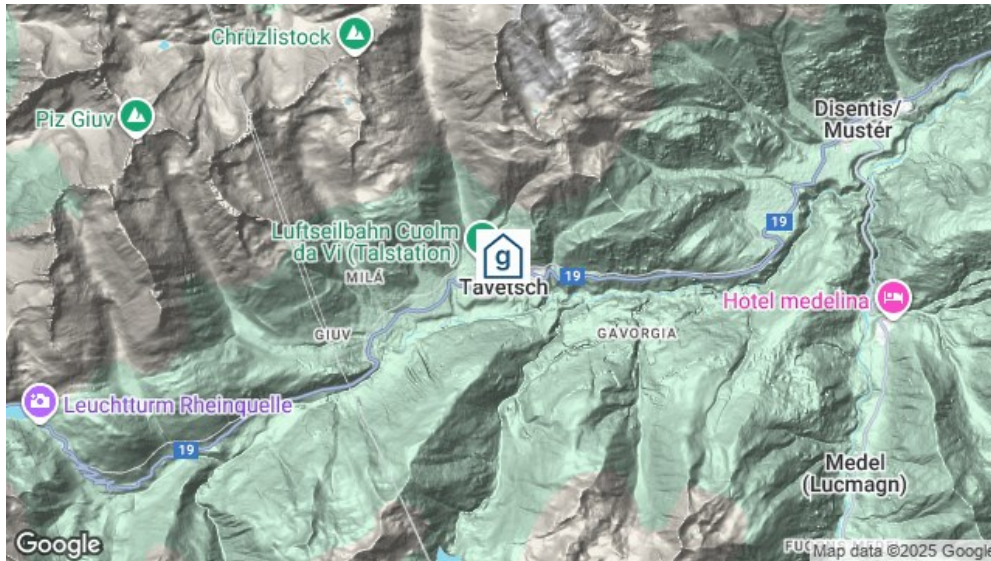 Chrüzlistock
Piz Giuv
Disentis/
Mustér
19
Luftseilbahn Cuolm
da Vi (Talstation)
g
MILÁ
Tavetsch
19
Hotel medelina
GIUV
GAVORGIA
Leuchtturm Rheinquelle
19
Medel
(Lucmagn)
Google
Map data ©2025 Google